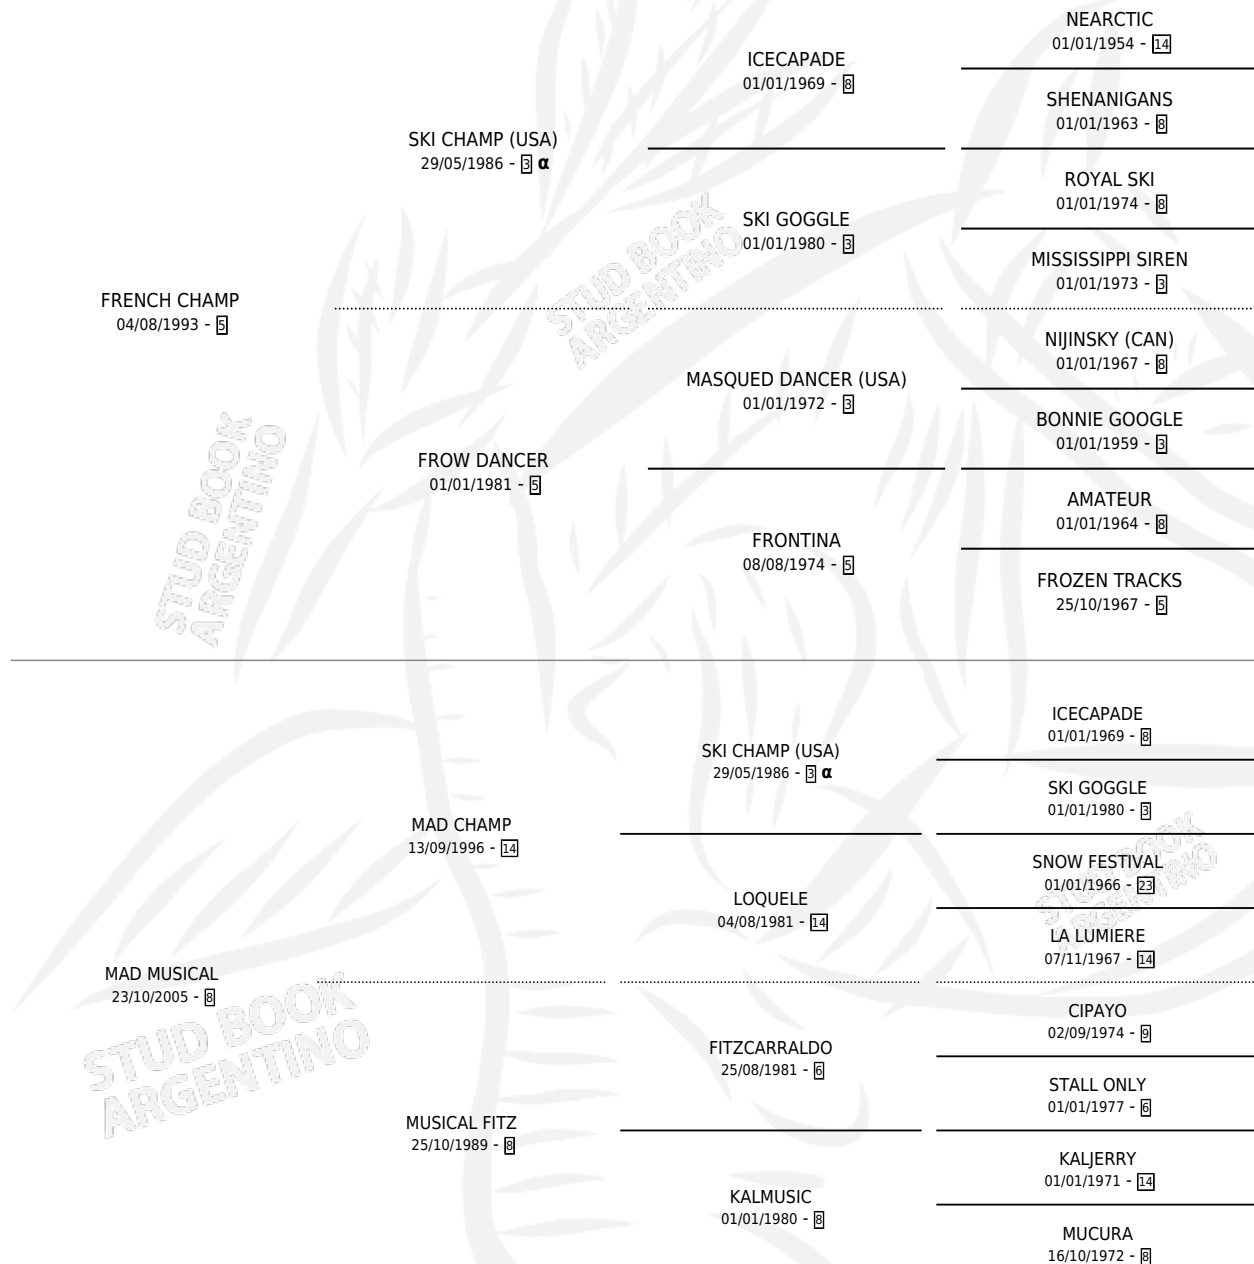 NEARCTIC
01/01/1954 - 14
ICECAPADE
01/01/1969 - 8
SHENANIGANS
01/01/1963 - 8
SKI CHAMP (USA)
29/05/1986 - 3 α
ROYAL SKI
01/01/1974 - 8
SKI GOGGLE
01/01/1980 - 3
MISSISSIPPI SIREN
01/01/1973 - 3
STUD BOOK
ARGENTINO
FRENCH CHAMP
04/08/1993 - 5
NIJINSKY (CAN)
01/01/1967 - 8
MASQUED DANCER (USA)
01/01/1972 - 3
BONNIE GOOGLE
01/01/1959 - 3
FROW DANCER
01/01/1981 - 5
AMATEUR
01/01/1964 - 8
FRONTINA
08/08/1974 - 5
FROZEN TRACKS
25/10/1967 - 5
STUD BOOK
ARGENTINO
ICECAPADE
01/01/1969 - 8
SKI CHAMP (USA)
29/05/1986 - 3 α
SKI GOGGLE
01/01/1980 - 3
MAD CHAMP
13/09/1996 - 14
SNOW FESTIVAL
01/01/1966 - 23
LOQUELE
04/08/1981 - 14
LA LUMIERE
07/11/1967 - 14
STUD BOOK
ARGENTINO
MAD MUSICAL
23/10/2005 - 8
CIPAYO
02/09/1974 - 9
FITZCARRALDO
25/08/1981 - 6
STALL ONLY
01/01/1977 - 6
STUD BOOK
ARGENTINO
MUSICAL FITZ
25/10/1989 - 8
KALJERRY
01/01/1971 - 14
KALMUSIC
01/01/1980 - 8
MUCURA
16/10/1972 - 8